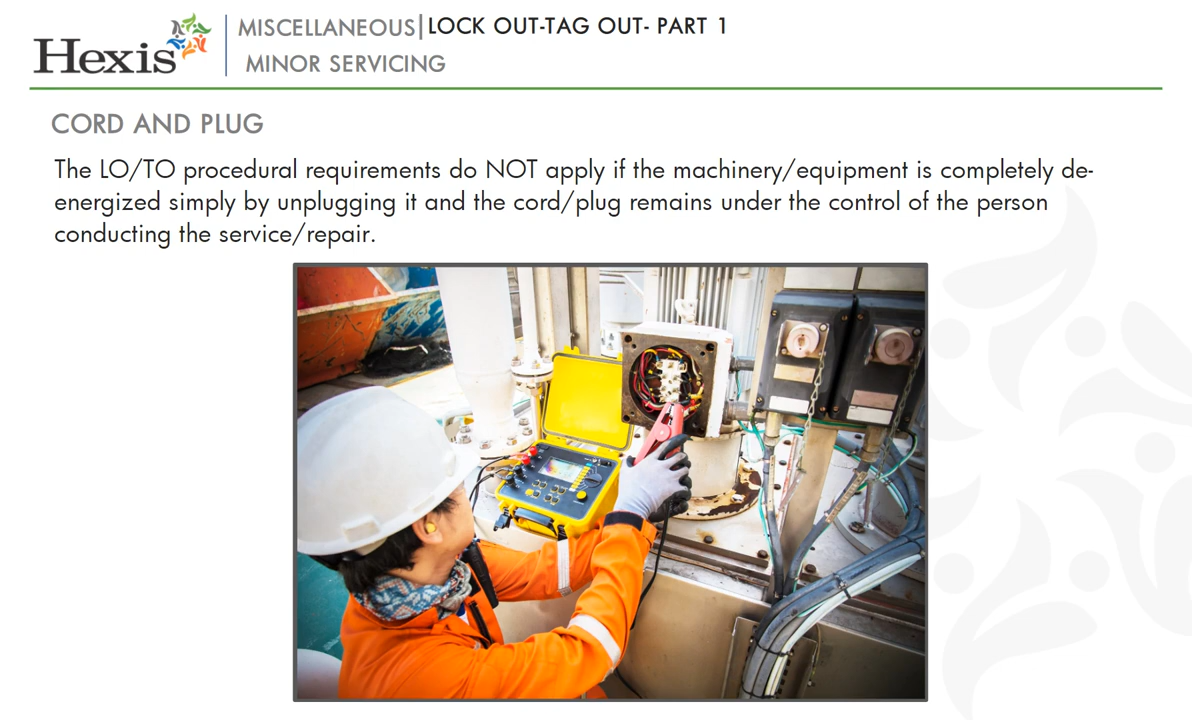 Hexis
MISCELLANEOUS|LOCK OUT-TAG OUT- PART 1
MINOR SERVICING
CORD AND PLUG
The LO/TO procedural requirements do NOT apply if the machinery/equipment is completely de-
energized simply by unplugging it and the cord/plug remains under the control of the person
conducting the service/repair.